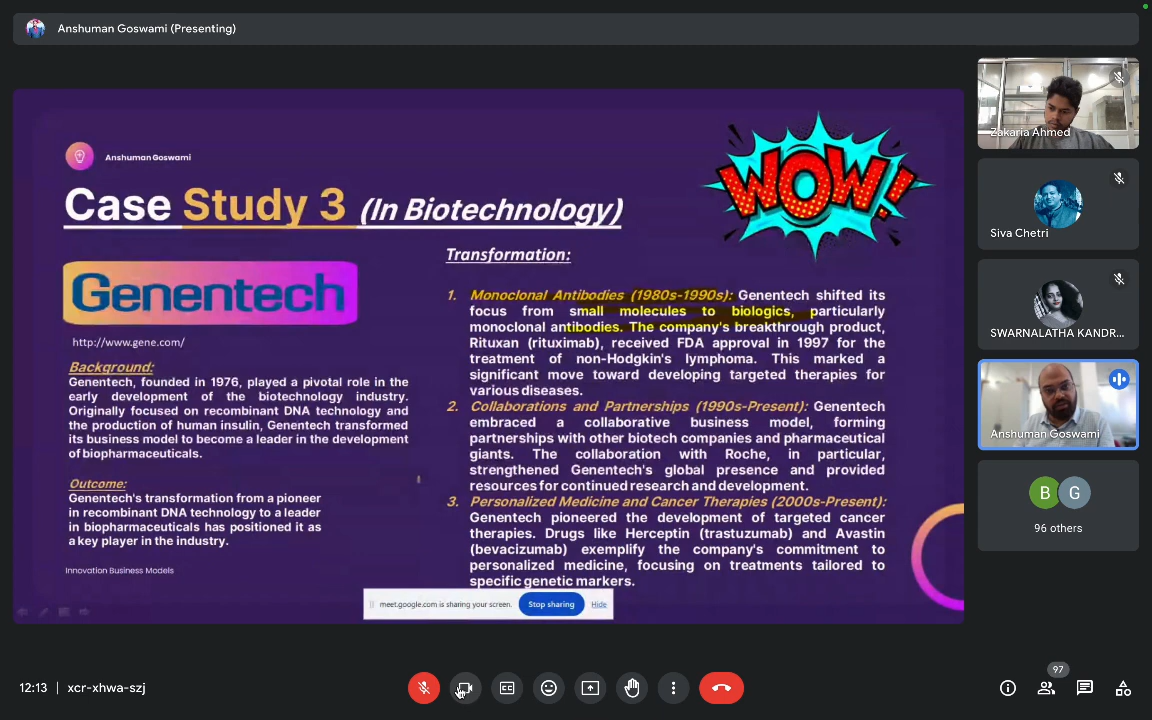 Anshuman Goswami (Presenting)
Anshuman Goswami
Case Study 3 (In Biotechnology)
WOW!
Genentech
http://www.gene.com/
Background:
Genentech, founded in 1976, played a pivotal role in the
early development of the biotechnology industry.
Originally focused on recombinant DNA technology and
the production of human insulin, Genentech transformed
its business model to become a leader in the development
of biopharmaceuticals.
Outcome:
Genentech's transformation from a pioneer
in recombinant DNA technology to a leader
in biopharmaceuticals has positioned it as
a key player in the industry.
Innovation Business Models
Transformation:
1. Monoclonal Antibodies (1980s-1990s): Genentech shifted its
focus from small molecules to biologics, particularly
monoclonal antibodies. The company's breakthrough product,
Rituxan (rituximab), received FDA approval in 1997 for the
treatment of non-Hodgkin's lymphoma. This marked a
significant move toward developing targeted therapies for
various diseases.
2. Collaborations and Partnerships (1990s-Present): Genentech
embraced a collaborative business model, forming
partnerships with other biotech companies and pharmaceutical
giants. The collaboration with Roche, in particular,
strengthened Genentech's global presence and provided
resources for continued research and development.
3. Personalized Medicine and Cancer Therapies (2000s-Present):
Genentech pioneered the development of targeted cancer
therapies. Drugs like Herceptin (trastuzumab) and Avastin
(bevacizumab) exemplify the company's commitment to
personalized medicine, focusing on treatments tailored to
specific genetic markers.
meet.google.com is sharing your screen. Stop sharing Hide
Zakaria Ahmed
Siva Chetri
SWARNALATHA KANDR...
Anshuman Goswami
B G
96 others
12:13 | xcr-xhwa-szj
CC
97